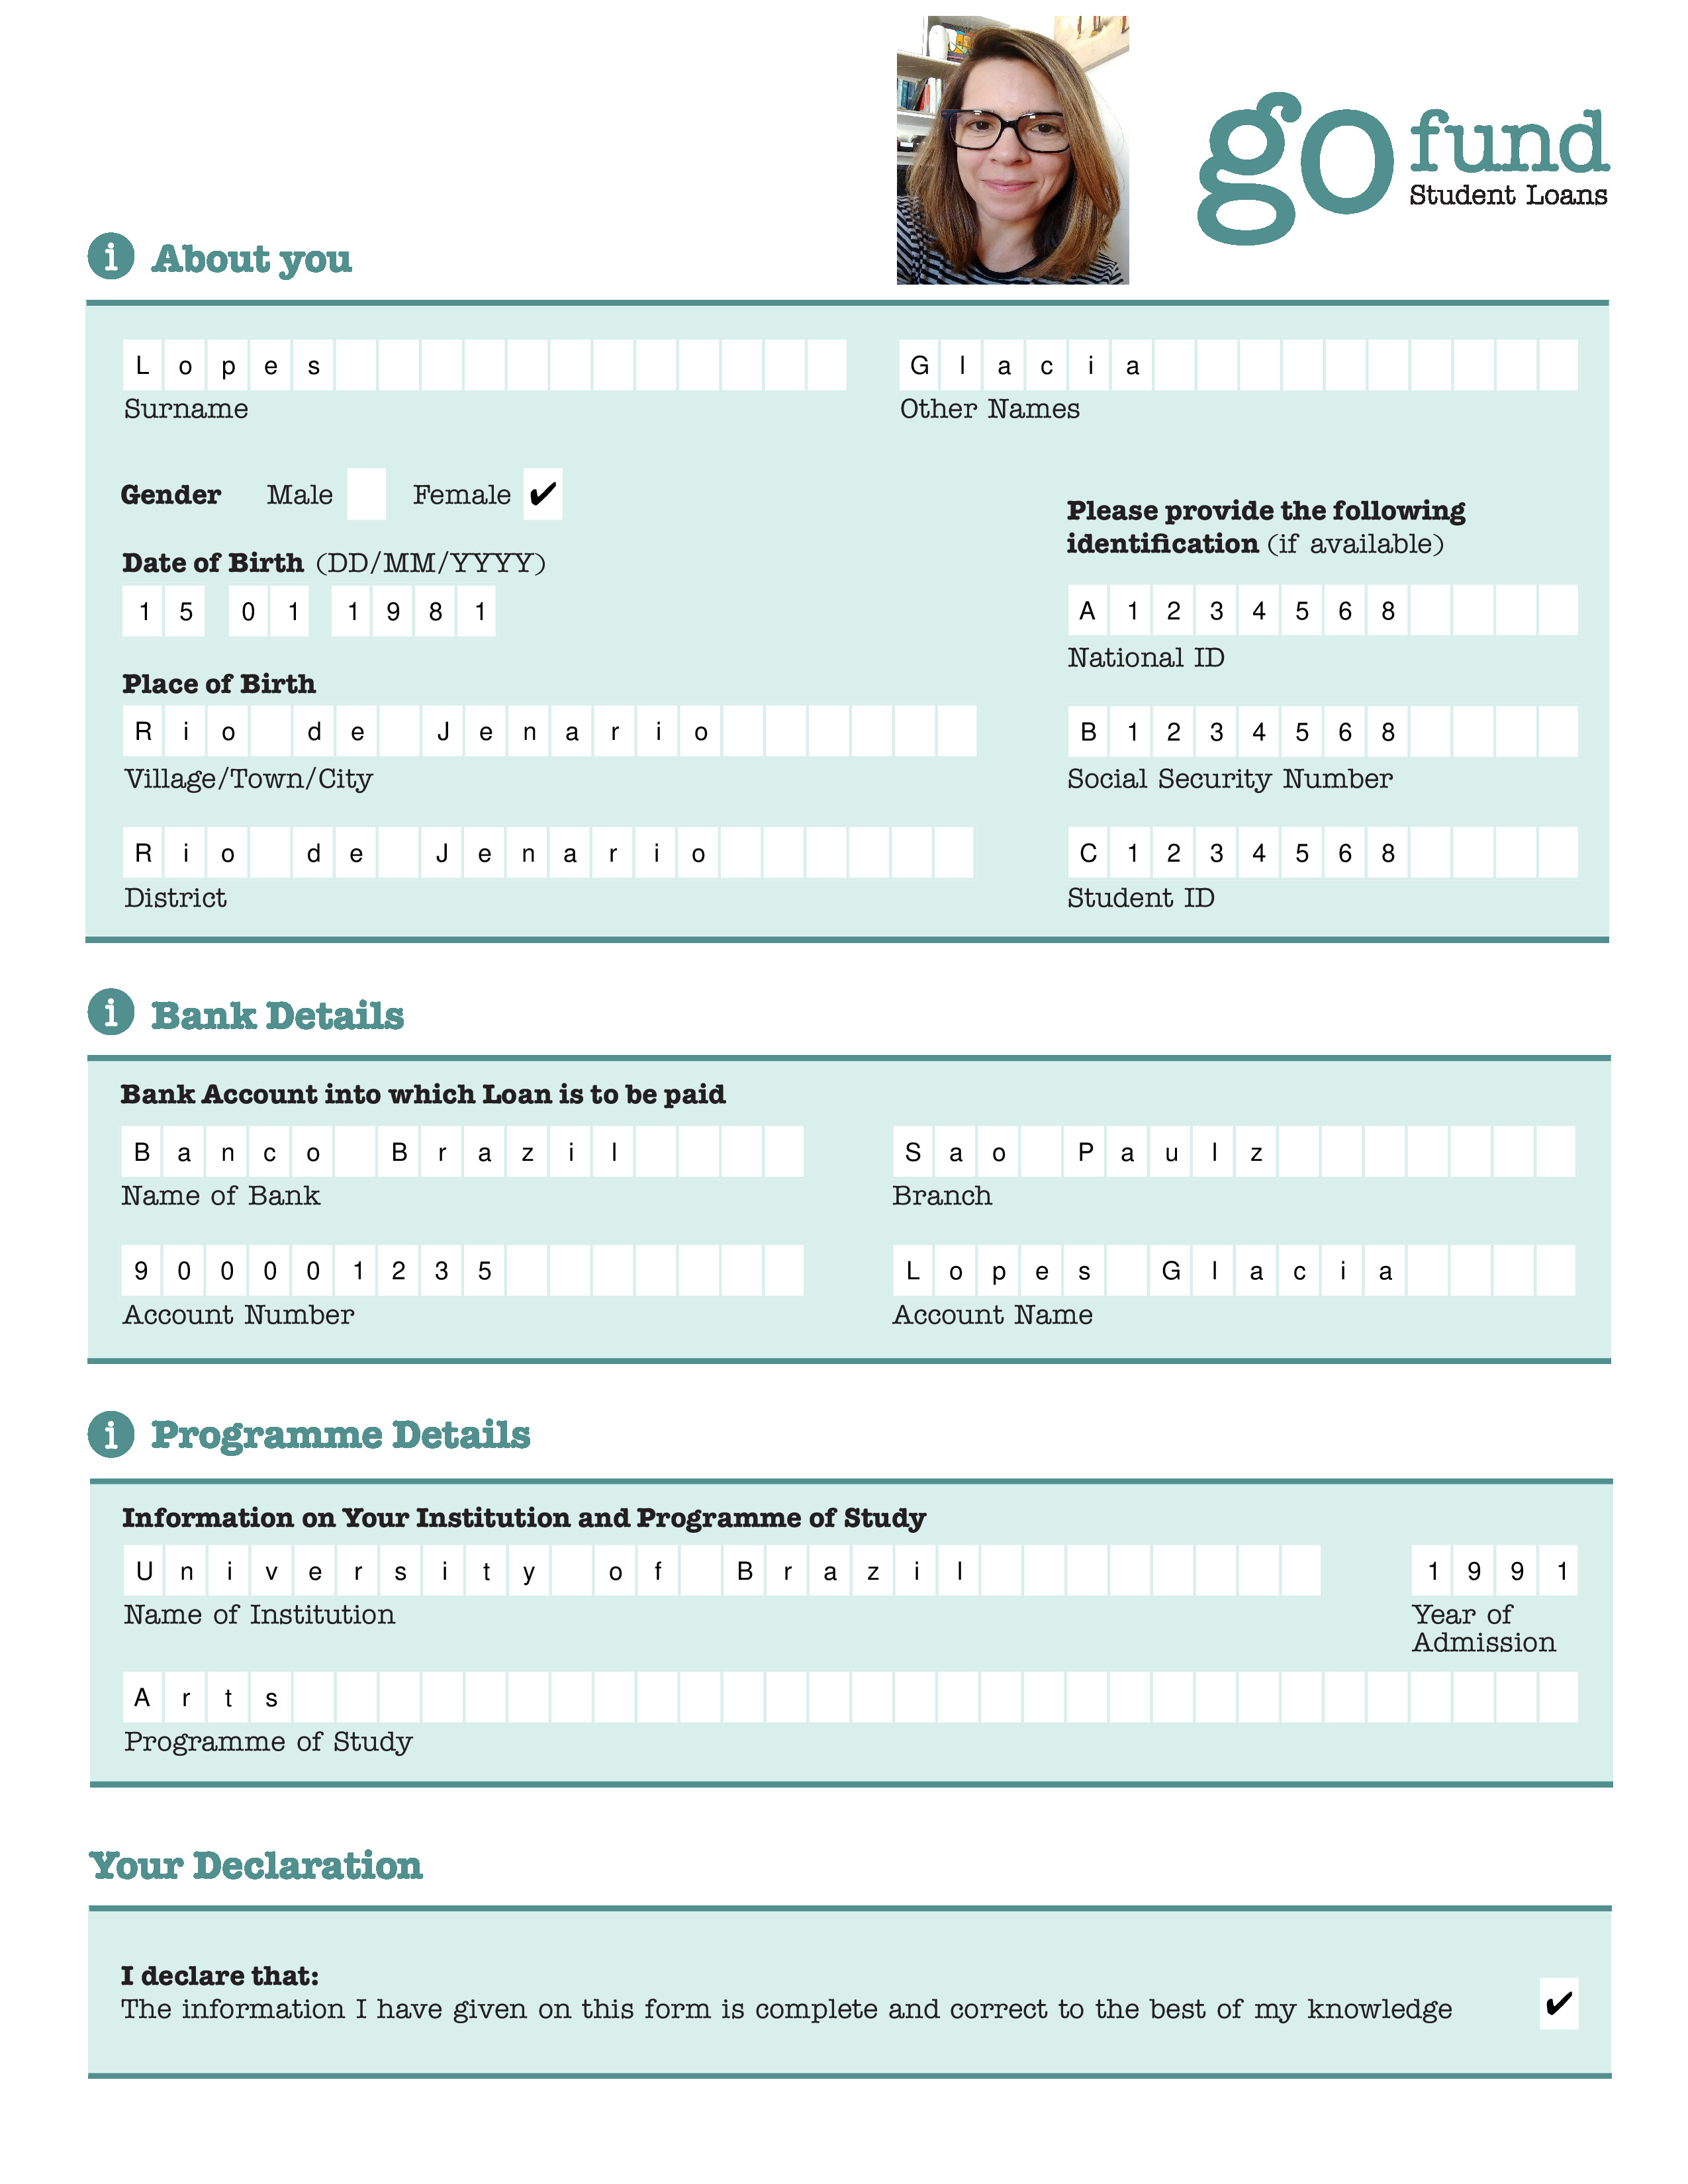 go fund
Student Loans
i About you
Lopes
Surname
Glacia
Other Names
Gender Male Female ✔
Date of Birth (DD/MM/YYYY)
15 01 1981
Please provide the following
identification (if available)
A1234568
National ID
Place of Birth
Rio de Jenario
Village/Town/City
B1234568
Social Security Number
Rio de Jenario
District
C1234568
Student ID
i Bank Details
Bank Account into which Loan is to be paid
Banco Brazil
Name of Bank
Sao Paulz
Branch
900001235
Account Number
Lopes Glacia
Account Name
i Programme Details
Information on Your Institution and Programme of Study
University of Brazil
Name of Institution
1991
Year of
Admission
Arts
Programme of Study
Your Declaration
I declare that:
The information I have given on this form is complete and correct to the best of my knowledge ✔